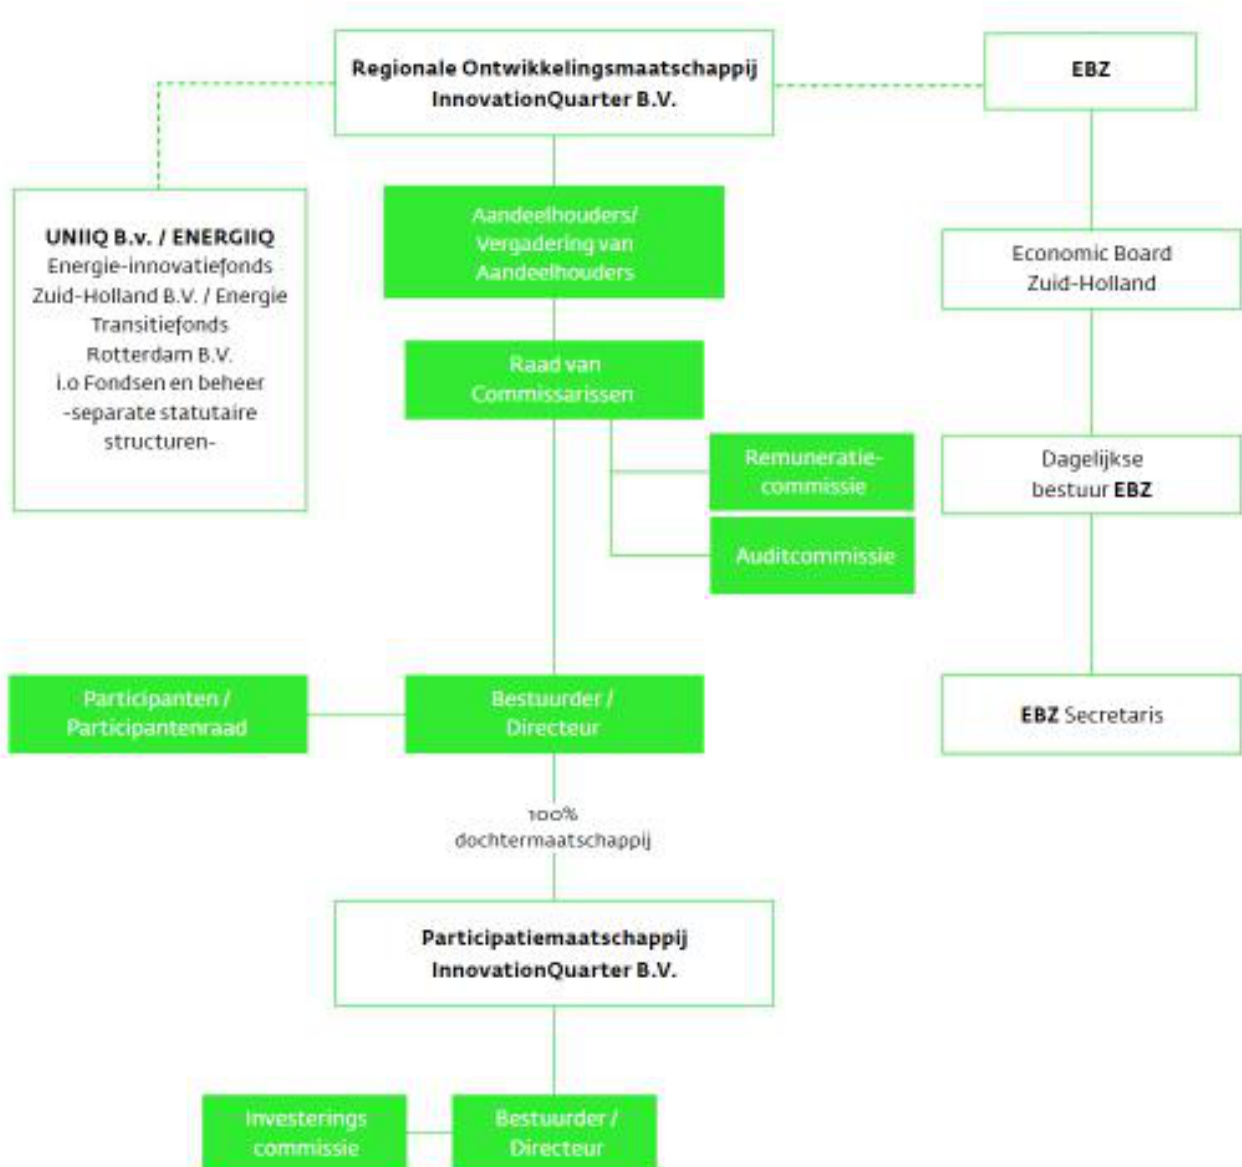 Regionale Ontwikkelingsmaatschappij
InnovationQuarter B.V.
EBZ
UNIIQ B.v. / ENERGIIQ
Energie-innovatiefonds
Zuid-Holland B.V. / Energie
Transitiefonds
Rotterdam B.V.
i.o Fondsen en beheer
-separate statutaire
structuren-
Aandeelhouders/
Vergadering van
Aandeelhouders
Economic Board
Zuid-Holland
Raad van
Commissarissen
Remuneratie-
commissie
Auditcommissie
Dagelijkse
bestuur EBZ
Participanten /
Participantenraad
Bestuurder /
Directeur
EBZ Secretaris
100%
dochtermaatschappij
Participatiemaatschappij
InnovationQuarter B.V.
Investerings
commissie
Bestuurder /
Directeur